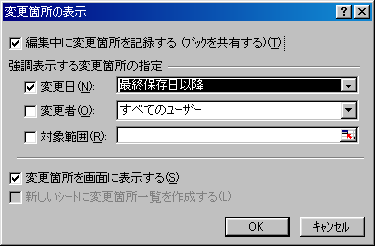 変更箇所の表示
編集中に変更箇所を記録する (ﾌﾞｯｸを共有する)(T)
強調表示する変更箇所の指定
変更日(N): 最終保存日以降
変更者(O): すべてのユーザー
対象範囲(R):
変更箇所を画面に表示する(S)
新しいシートに変更箇所一覧を作成する(L)
OK ｷｬﾝｾﾙ